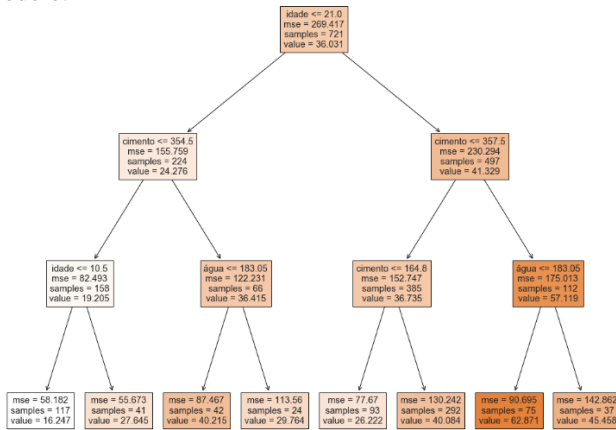 idade <= 21.0
mse = 269.417
samples = 721
value = 36.031
cimento <= 354.5
mse = 155.759
samples = 224
value = 24.276
cimento <= 357.5
mse = 230.294
samples = 497
value = 41.329
idade <= 10.5
mse = 82.493
samples = 158
value = 19.205
água <= 183.05
mse = 122.231
samples = 66
value = 36.415
cimento <= 164.8
mse = 152.747
samples = 385
value = 36.735
água <= 183.05
mse = 175.013
samples = 112
value = 57.119
mse = 58.182
samples = 117
value = 16.247
mse = 55.673
samples = 41
value = 27.645
mse = 87.467
samples = 42
value = 40.215
mse = 113.56
samples = 24
value = 29.764
mse = 77.67
samples = 93
value = 26.222
mse = 130.242
samples = 292
value = 40.084
mse = 90.695
samples = 75
value = 62.871
mse = 142.862
samples = 37
value = 45.458